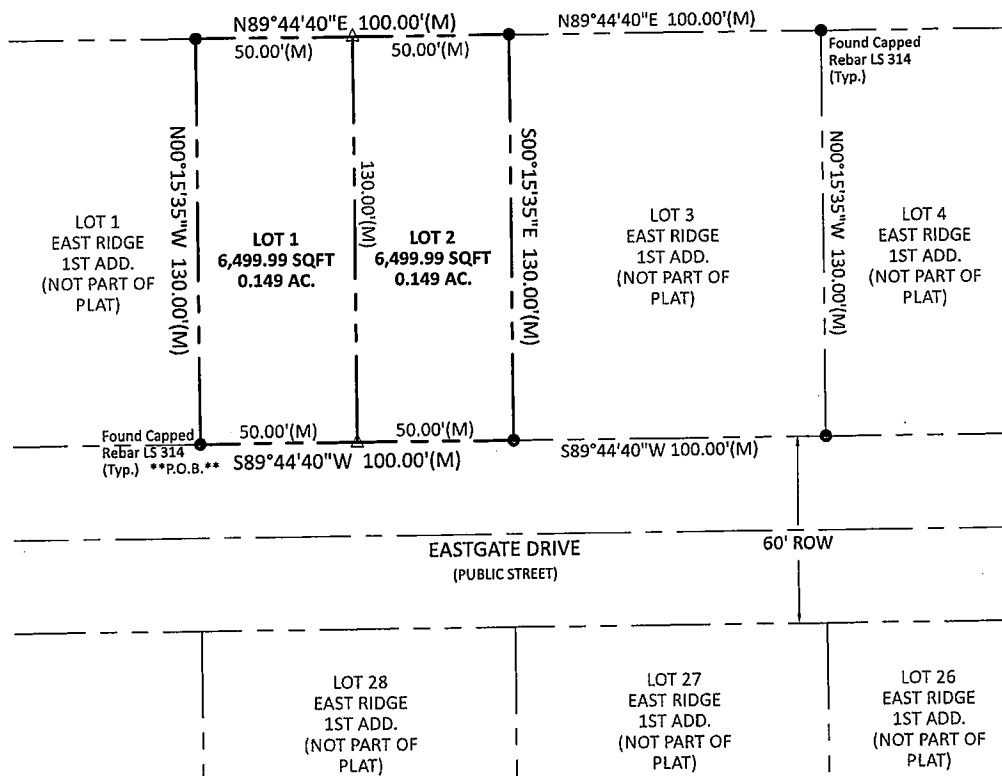 N89°44'40"E 100.00'(M)
50.00'(M)
50.00'(M)
N89°44'40"E 100.00'(M)
Found Capped
Rebar LS 314
(Typ.)
N00°15'35"W 130.00'(M)
130.00'(M)
S00°15'35"E 130.00'(M)
N00°15'35"W 130.00'(M)
LOT 1
EAST RIDGE
1ST ADD.
(NOT PART OF
PLAT)
LOT 1
6,499.99 SQFT
0.149 AC.
LOT 2
6,499.99 SQFT
0.149 AC.
LOT 3
EAST RIDGE
1ST ADD.
(NOT PART OF
PLAT)
LOT 4
EAST RIDGE
1ST ADD.
(NOT PART OF
PLAT)
Found Capped
Rebar LS 314
(Typ.) **P.O.B.**
50.00'(M)
50.00'(M)
S89°44'40"W 100.00'(M)
S89°44'40"W 100.00'(M)
EASTGATE DRIVE
(PUBLIC STREET)
60' ROW
LOT 28
EAST RIDGE
1ST ADD.
(NOT PART OF
PLAT)
LOT 27
EAST RIDGE
1ST ADD.
(NOT PART OF
PLAT)
LOT 26
EAST RIDGE
1ST ADD.
(NOT PART OF
PLAT)